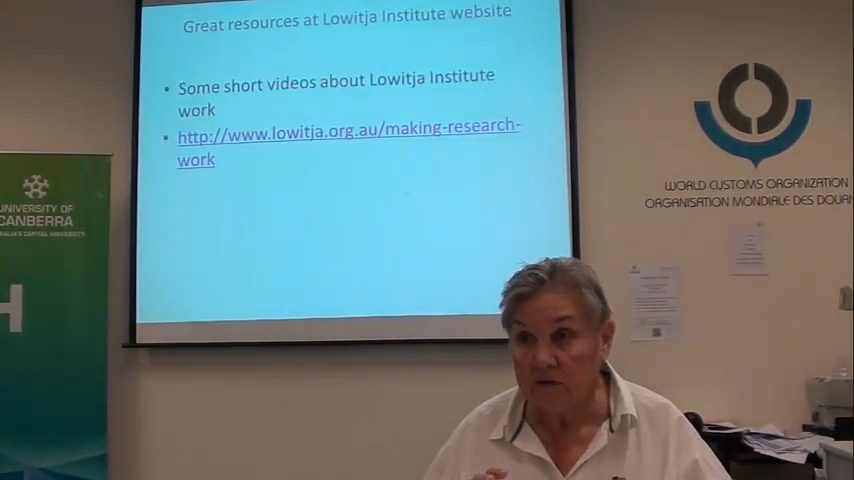 Great resources at Lowitja Institute website
• Some short videos about Lowitja Institute
work
• http://www.lowitja.org.au/making-research-
work
UNIVERSITY OF
CANBERRA
AUSTRALIA'S CAPITAL UNIVERSITY
H
WORLD CUSTOMS ORGANIZATION
ORGANISATION MONDIALE DES DOUAN